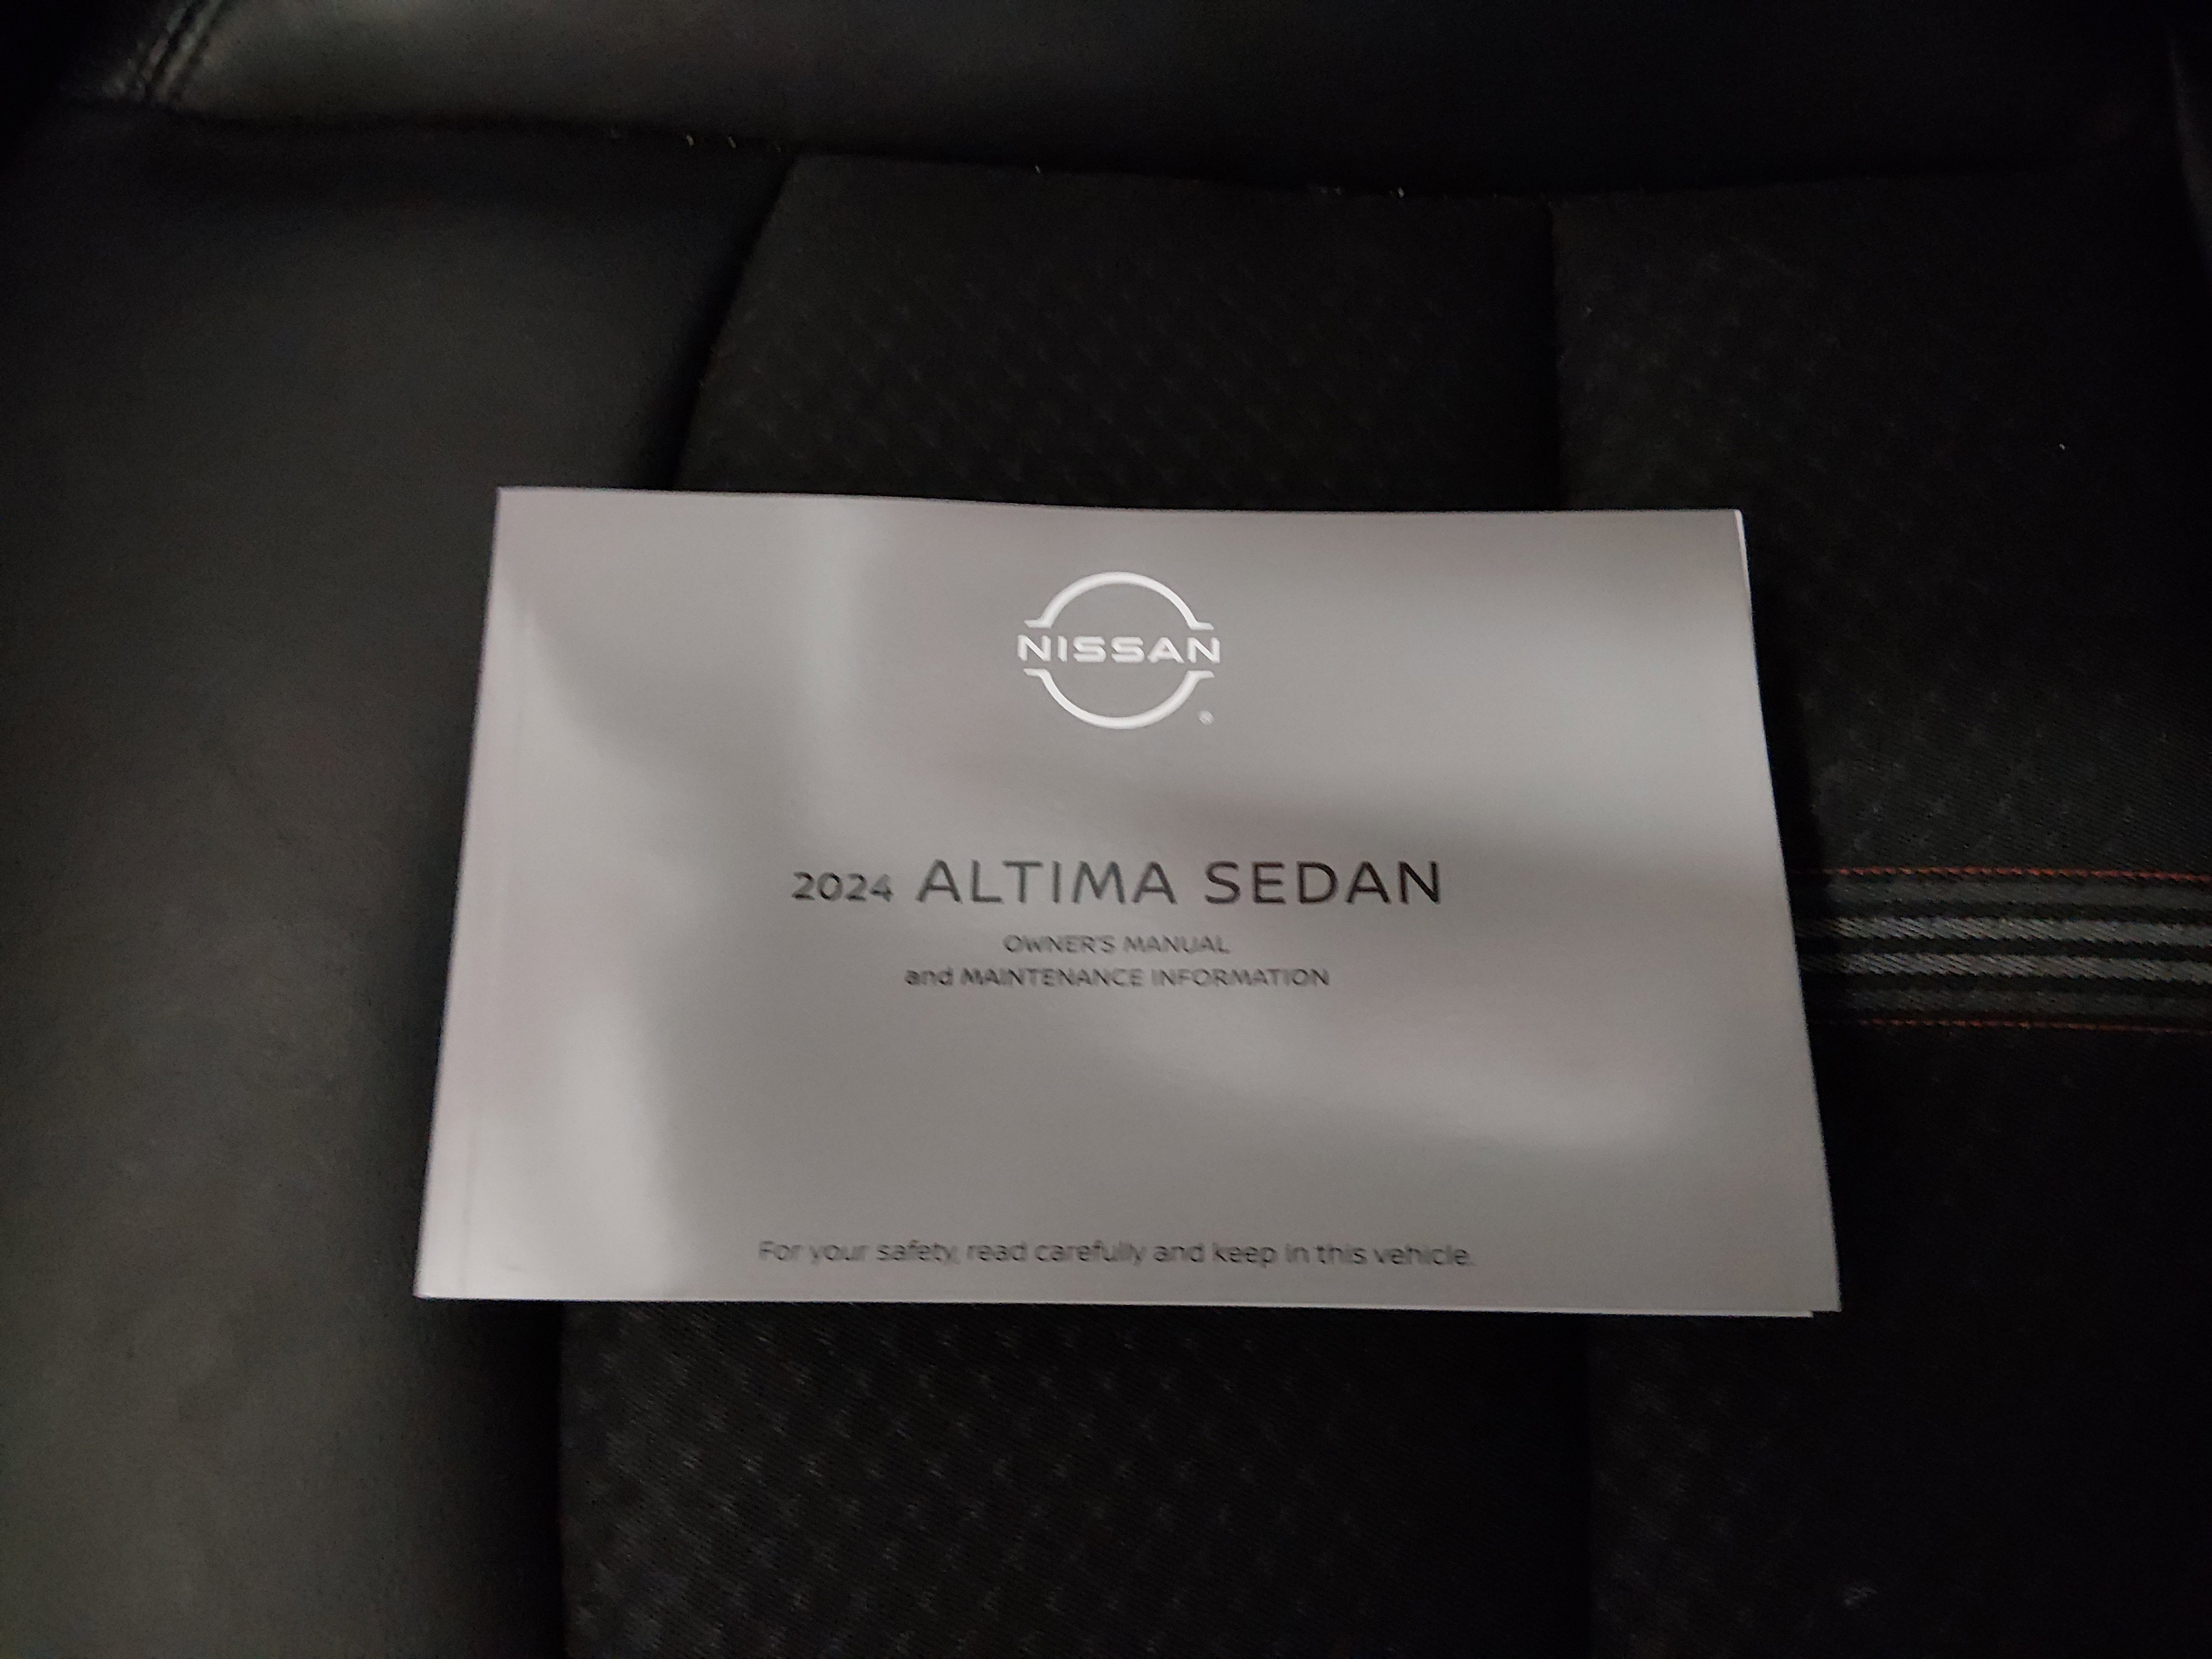 NISSAN
®
2024 ALTIMA SEDAN
OWNER'S MANUAL
and MAINTENANCE INFORMATION
For your safety, read carefully and keep in this vehicle.